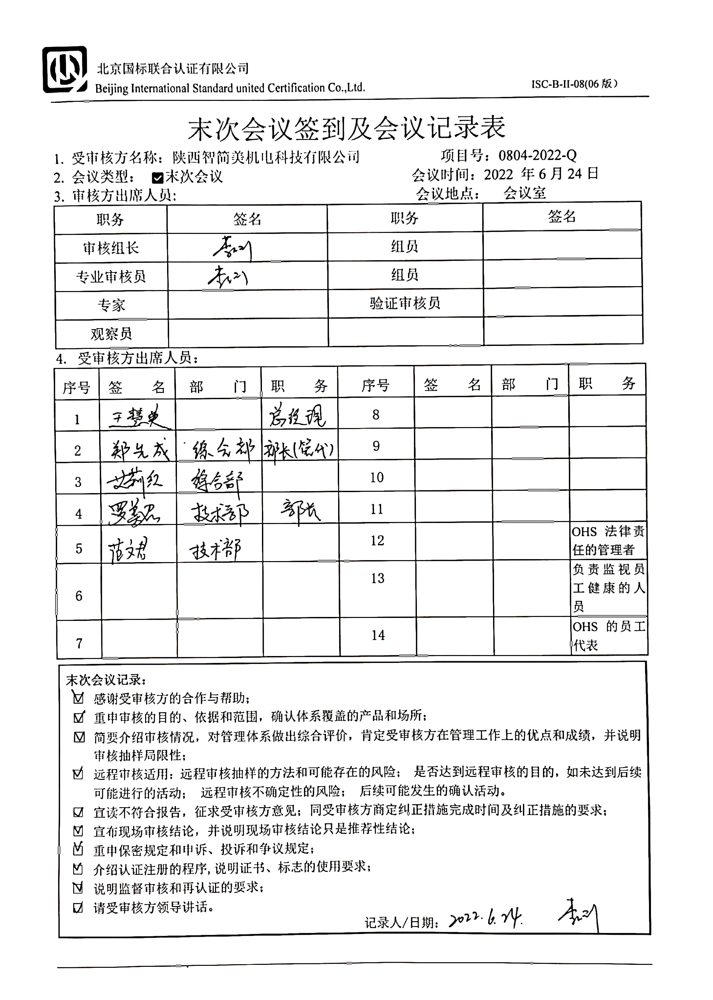 北京国标联合认证有限公司
Beijing International Standard united Certification Co.,Ltd.
ISC-B-II-08(06 版)
末次会议签到及会议记录表
1. 受审核方名称：陕西智简美机电科技有限公司 项目号：0804-2022-Q
2. 会议类型： ☑末次会议 会议时间：2022 年 6 月 24 日
3. 审核方出席人员: 会议地点： 会议室
职务 签名 职务 签名
审核组长 组员
专业审核员 组员
专家 验证审核员
观察员
4. 受审核方出席人员：
序号 签 名 部 门 职 务 序号 签 名 部 门 职 务
1 总经理 8
2 郑先成 综合部 部长(管代) 9
3 艾莉红 综合部 10
4 技术部 部长 11
5 范文君 技术部 12 OHS 法律责
任的管理者
6 13 负责监视员
工健康的人
员
7 14 OHS 的员工
代表
末次会议记录：
☑ 感谢受审核方的合作与帮助；
☑ 重申审核的目的、依据和范围，确认体系覆盖的产品和场所；
☑ 简要介绍审核情况，对管理体系做出综合评价，肯定受审核方在管理工作上的优点和成绩，并说明
审核抽样局限性；
☑ 远程审核适用：远程审核抽样的方法和可能存在的风险； 是否达到远程审核的目的，如未达到后续
可能进行的活动； 远程审核不确定性的风险； 后续可能发生的确认活动。
☑ 宣读不符合报告，征求受审核方意见；同受审核方商定纠正措施完成时间及纠正措施的要求；
☑ 宣布现场审核结论，并说明现场审核结论只是推荐性结论；
☑ 重申保密规定和申诉、投诉和争议规定；
☑ 介绍认证注册的程序, 说明证书、标志的使用要求；
☑ 说明监督审核和再认证的要求；
☑ 请受审核方领导讲话。
记录人/日期：2022.6.24.